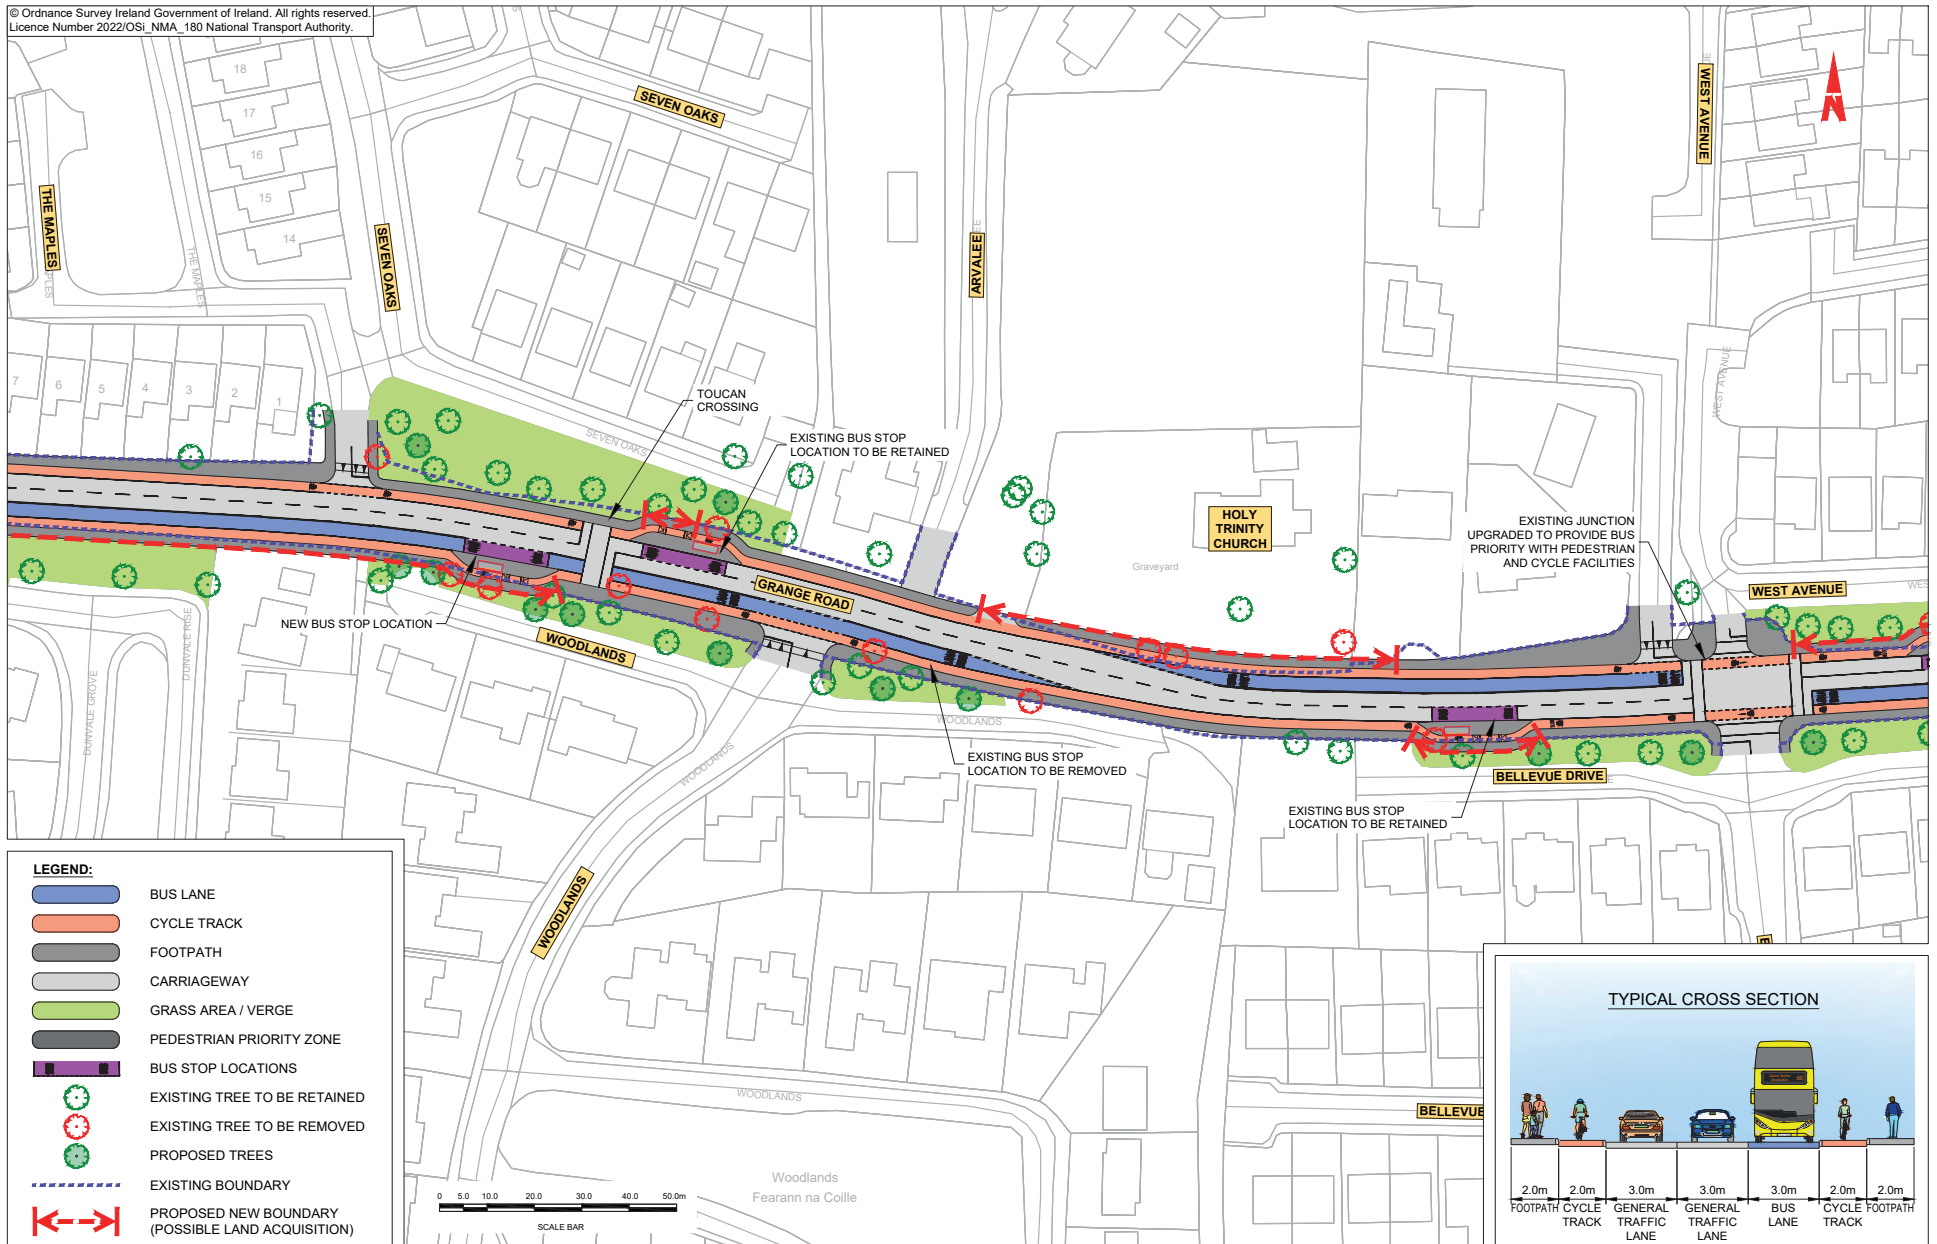 © Ordnance Survey Ireland Government of Ireland. All rights reserved.
Licence Number 2022/OSi_NMA_180 National Transport Authority.
18
17
16
15
14
THE MAPLES
THE MAPLES
SEVEN OAKS
SEVEN OAKS
ARVALEE
WEST AVENUE
N
7
6
5
4
3
2
1
SEVEN OAKS
TOUCAN
CROSSING
EXISTING BUS STOP
LOCATION TO BE RETAINED
WEST AVENUE
HOLY
TRINITY
CHURCH
Graveyard
EXISTING JUNCTION
UPGRADED TO PROVIDE BUS
PRIORITY WITH PEDESTRIAN
AND CYCLE FACILITIES
WEST AVENUE
GRANGE ROAD
NEW BUS STOP LOCATION
WOODLANDS
DUNVALE RISE
DUNVALE GROVE
WOODLANDS
WOODLANDS
EXISTING BUS STOP
LOCATION TO BE REMOVED
BELLEVUE DRIVE
EXISTING BUS STOP
LOCATION TO BE RETAINED
WOODLANDS
WOODLANDS
BELLEVUE
Woodlands
Fearann na Coille
LEGEND:
BUS LANE
CYCLE TRACK
FOOTPATH
CARRIAGEWAY
GRASS AREA / VERGE
PEDESTRIAN PRIORITY ZONE
BUS STOP LOCATIONS
EXISTING TREE TO BE RETAINED
EXISTING TREE TO BE REMOVED
PROPOSED TREES
EXISTING BOUNDARY
PROPOSED NEW BOUNDARY
(POSSIBLE LAND ACQUISITION)
0 5.0 10.0 20.0 30.0 40.0 50.0m
SCALE BAR
TYPICAL CROSS SECTION
2.0m 2.0m 3.0m 3.0m 3.0m 2.0m 2.0m
FOOTPATH CYCLE GENERAL GENERAL BUS CYCLE FOOTPATH
TRACK TRAFFIC TRAFFIC LANE TRACK
LANE LANE